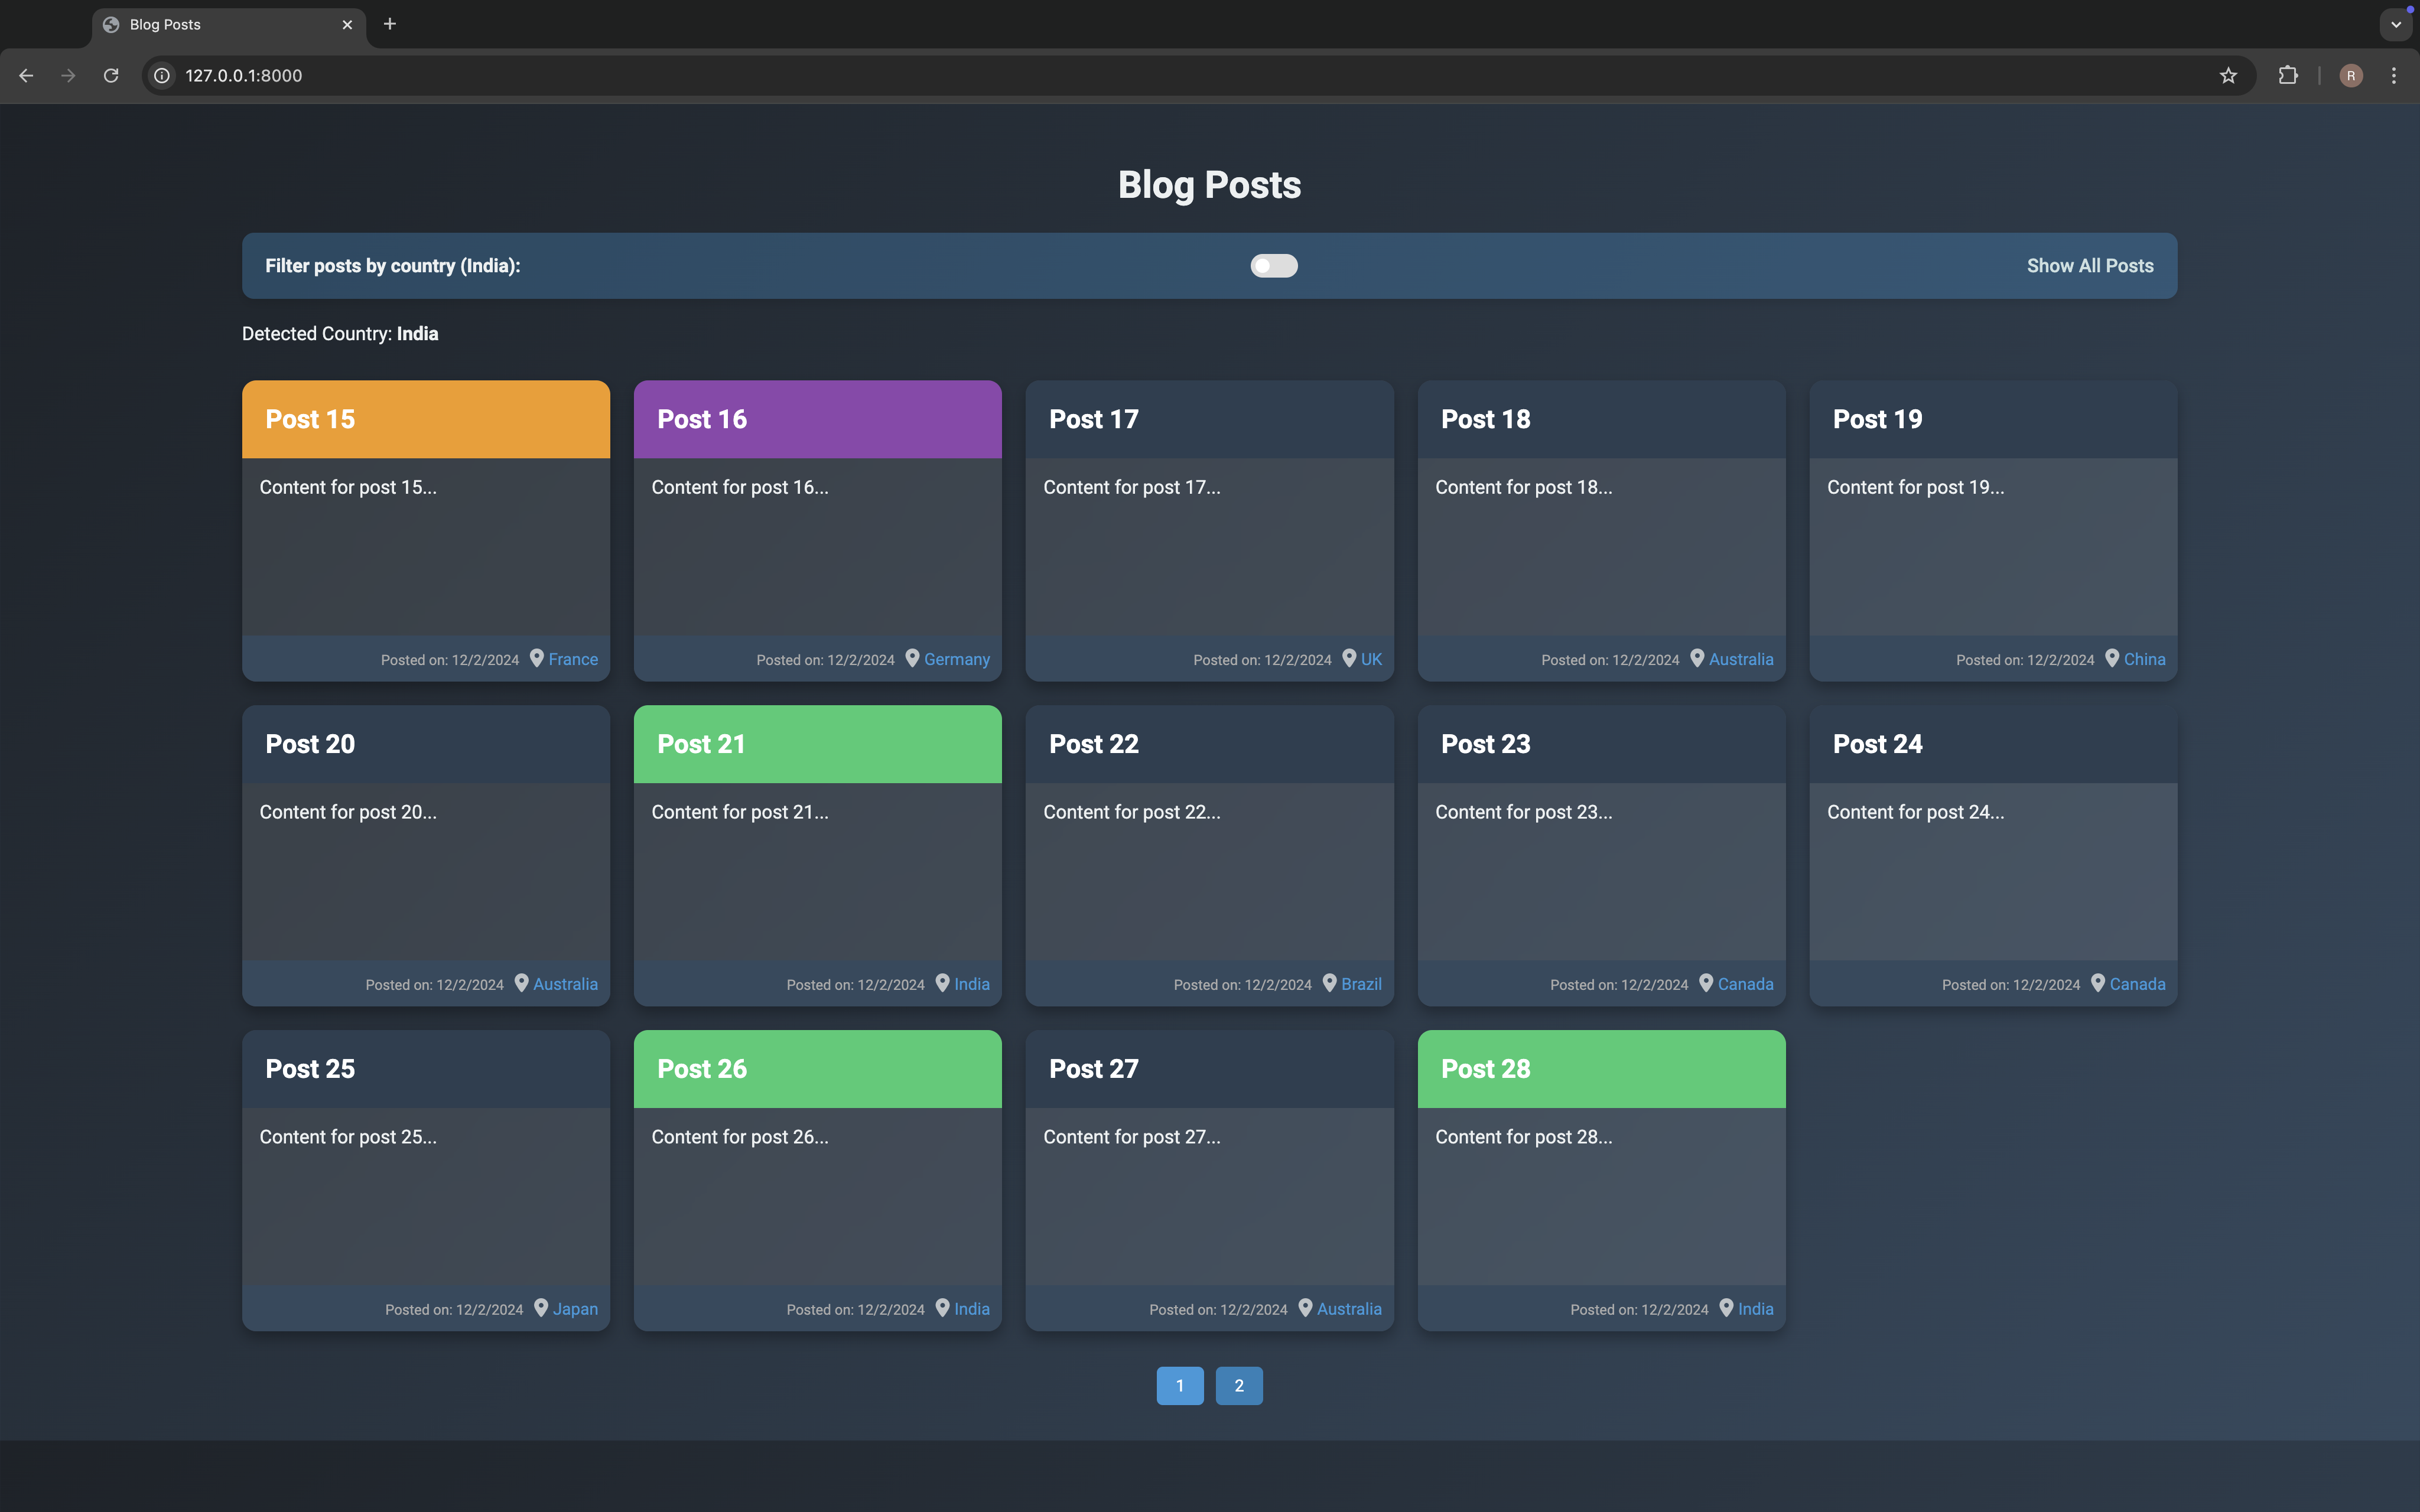 Blog Posts
127.0.0.1:8000
R
Blog Posts
Filter posts by country (India): Show All Posts
Detected Country: India
Post 15
Content for post 15...
Posted on: 12/2/2024 France
Post 16
Content for post 16...
Posted on: 12/2/2024 Germany
Post 17
Content for post 17...
Posted on: 12/2/2024 UK
Post 18
Content for post 18...
Posted on: 12/2/2024 Australia
Post 19
Content for post 19...
Posted on: 12/2/2024 China
Post 20
Content for post 20...
Posted on: 12/2/2024 Australia
Post 21
Content for post 21...
Posted on: 12/2/2024 India
Post 22
Content for post 22...
Posted on: 12/2/2024 Brazil
Post 23
Content for post 23...
Posted on: 12/2/2024 Canada
Post 24
Content for post 24...
Posted on: 12/2/2024 Canada
Post 25
Content for post 25...
Posted on: 12/2/2024 Japan
Post 26
Content for post 26...
Posted on: 12/2/2024 India
Post 27
Content for post 27...
Posted on: 12/2/2024 Australia
Post 28
Content for post 28...
Posted on: 12/2/2024 India
1 2